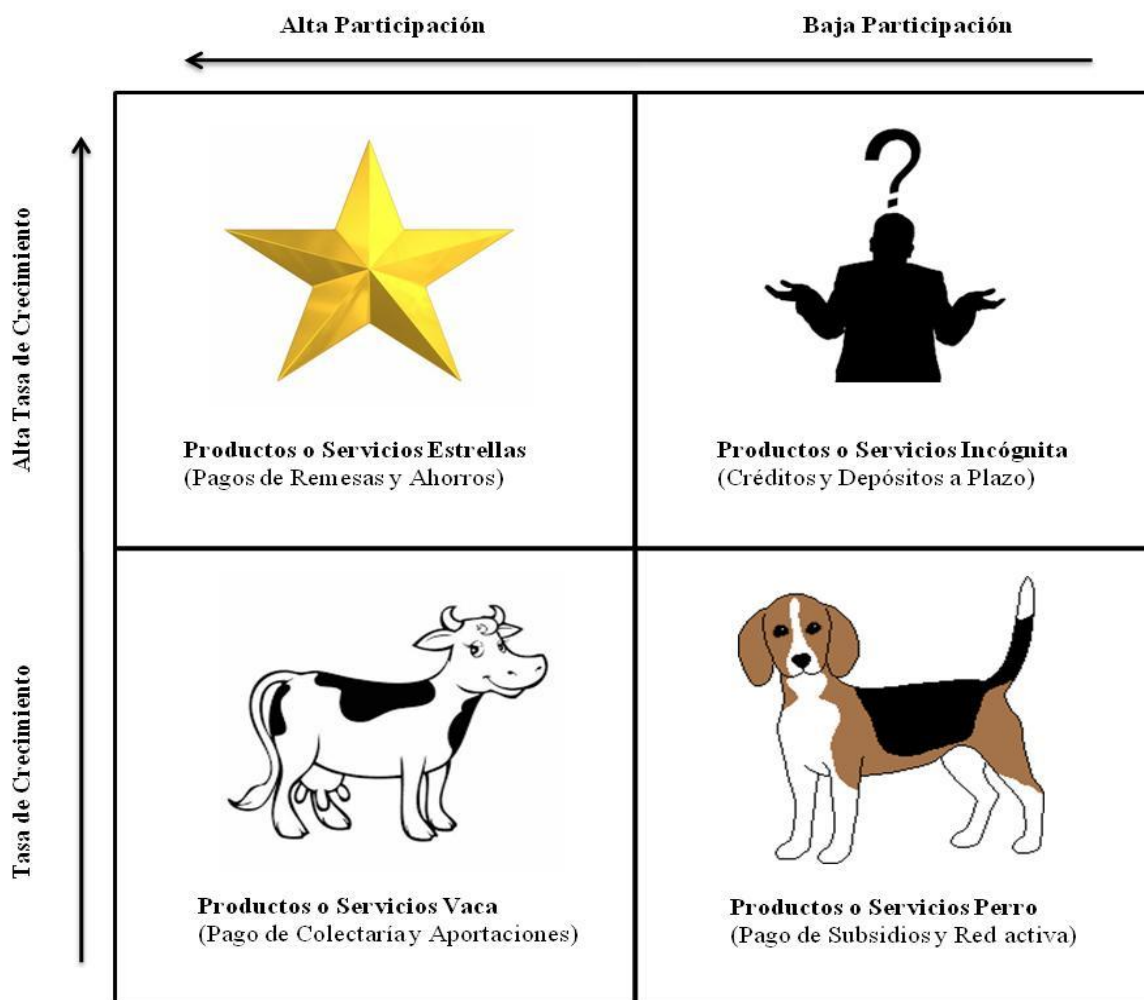 Alta Participación
Baja Participación
Alta Tasa de Crecimiento
?
Productos o Servicios Estrellas
(Pagos de Remesas y Ahorros)
Productos o Servicios Incógnita
(Créditos y Depósitos a Plazo)
Tasa de Crecimiento
Productos o Servicios Vaca
(Pago de Colectaría y Aportaciones)
Productos o Servicios Perro
(Pago de Subsidios y Red activa)